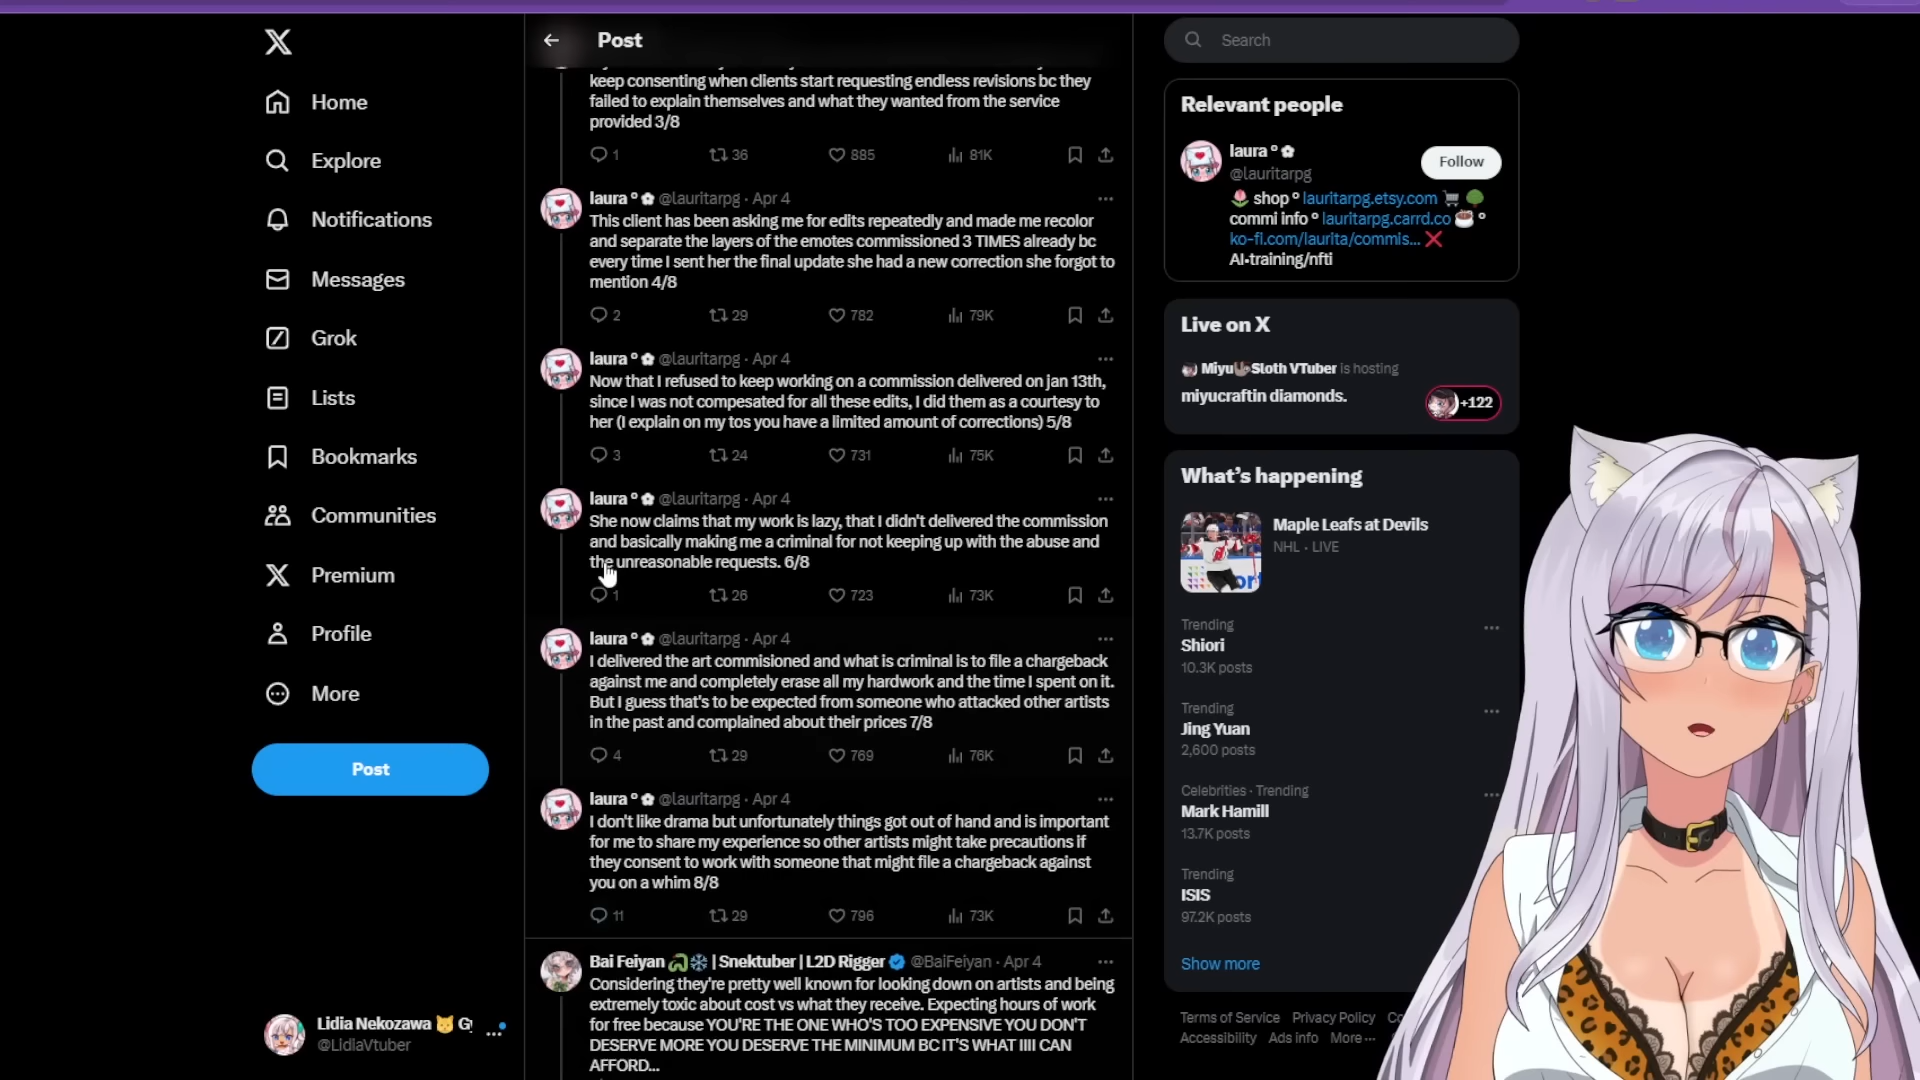 Post
Search
Home
Explore
Notifications
Messages
Grok
Lists
Bookmarks
Communities
Premium
Profile
More
Post
Lidia Nekozawa 🐱 G
@LidiaVtuber
keep consenting when clients start requesting endless revisions bc they
failed to explain themselves and what they wanted from the service
provided 3/8
1 36 885 81K
laura ° ✿ @lauritarpg · Apr 4
This client has been asking me for edits repeatedly and made me recolor
and separate the layers of the emotes commissioned 3 TIMES already bc
every time I sent her the final update she had a new correction she forgot to
mention 4/8
2 29 782 79K
laura ° ✿ @lauritarpg · Apr 4
Now that I refused to keep working on a commission delivered on jan 13th,
since I was not compesated for all these edits, I did them as a courtesy to
her (I explain on my tos you have a limited amount of corrections) 5/8
3 24 731 75K
laura ° ✿ @lauritarpg · Apr 4
She now claims that my work is lazy, that I didn't delivered the commission
and basically making me a criminal for not keeping up with the abuse and
the unreasonable requests. 6/8
1 26 723 73K
laura ° ✿ @lauritarpg · Apr 4
I delivered the art commisioned and what is criminal is to file a chargeback
against me and completely erase all my hardwork and the time I spent on it.
But I guess that's to be expected from someone who attacked other artists
in the past and complained about their prices 7/8
4 29 769 76K
laura ° ✿ @lauritarpg · Apr 4
I don't like drama but unfortunately things got out of hand and is important
for me to share my experience so other artists might take precautions if
they consent to work with someone that might file a chargeback against
you on a whim 8/8
11 29 796 73K
Bai Feiyan 🐍❄️ | Snektuber | L2D Rigger @BaiFeiyan · Apr 4
Considering they're pretty well known for looking down on artists and being
extremely toxic about cost vs what they receive. Expecting hours of work
for free because YOU'RE THE ONE WHO'S TOO EXPENSIVE YOU DON'T
DESERVE MORE YOU DESERVE THE MINIMUM BC IT'S WHAT IIII CAN
AFFORD...
Relevant people
laura ° ✿
@lauritarpg
Follow
🌷 shop ° lauritarpg.etsy.com 🛒 🌳
commi info ° lauritarpg.carrd.co ☕ °
ko-fi.com/laurita/commis... ❌
AI•training/nfti
Live on X
Miyu🦥Sloth VTuber is hosting
miyucraftin diamonds.
+122
What's happening
Maple Leafs at Devils
NHL · LIVE
Trending
Shiori
10.3K posts
Trending
Jing Yuan
2,600 posts
Celebrities · Trending
Mark Hamill
13.7K posts
Trending
ISIS
97.2K posts
Show more
Terms of Service Privacy Policy
Accessibility Ads info More ···